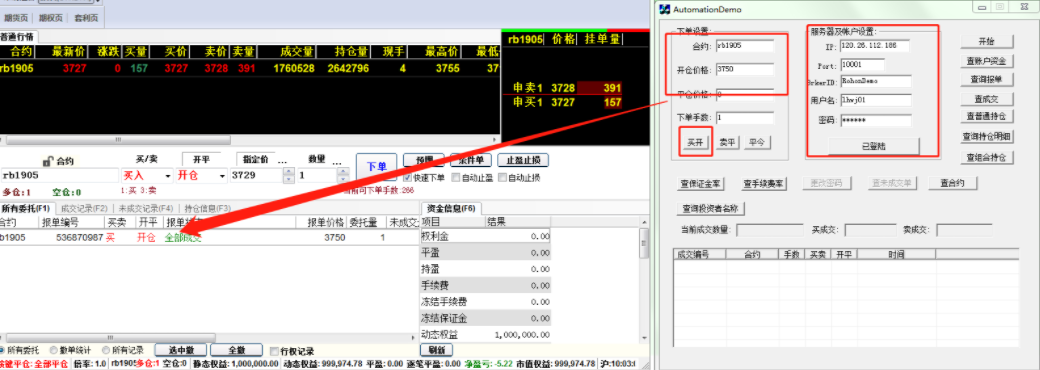 期货页 期权页 套利页
普通行情
合约 最新价 涨跌 买量 买价 卖价 卖量 成交量 持仓量 现手 最高价 最低
rb1905 3727 0 157 3727 3728 391 1760528 2642796 4 3755 37
rb1905 价格 挂单量
申卖1 3728 391
申买1 3727 157
合约 买/卖 开平 指定价 ... 数量 ...
rb1905 买入 开仓 3729
下单
预埋 条件单 止盈止损
快速下单 自动止盈 自动止损
多仓:1 空仓:0 1:买 3:卖
当前可下单手数:266
所有委托(F1) 成交记录(F2) 未成交记录(F4) 持仓信息(F3)
合约 报单编号 买卖 开平 报单状 报单价格 委托量 未成交
b1905 536870987 买 开仓 全部成交 3750 1
资金信息(F6)
项目 结果
权利金 0.00
平盈 0.00
持盈 0.00
手续费 0.00
冻结手续费 0.00
冻结保证金 0.00
动态权益 1,000,000.00
所有委托 撤单统计 所有记录 选中撤 全撤 行权记录 刷新
按键平仓:全部平仓 倍率:1.0 rb1905 多仓:1 空仓:0 静态权益:1,000,000.00 动态权益:999,974.78 平盈:0.00 逐笔平盈:0.00 净盈亏:-5.22 市值权益:999,974.78 沪:10:03:
AutomationDemo
下单设置
合约: rb1905
开仓价格: 3750
平仓价格: 0
下单手数: 1
买开 卖平 平今
服务器及帐户设置
IP: 120.26.112.186
Port: 10001
BrkerID: RohonDemo
用户名: lhwj01
密码: ******
已登陆
开始
查账户资金
查询报单
查成交
查普通持仓
查询持仓明细
查组合持仓
查保证金率 查手续费率 更改密码 查未成交单 查合约
查询投资者名称
当前成交数量: 买成交: 卖成交:
成交编号 合约 手数 买卖 开平 时间